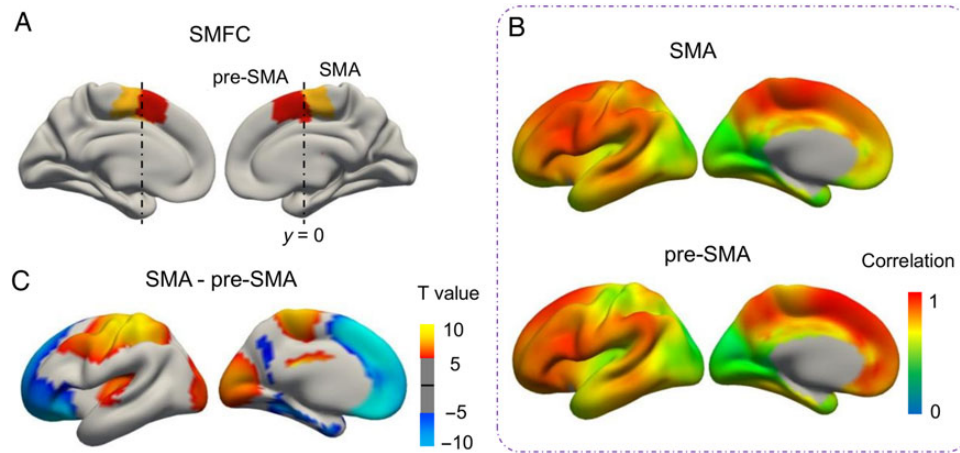 A
SMFC
pre-SMA
SMA
y = 0
B
SMA
pre-SMA
Correlation
1
0
C
SMA - pre-SMA
T value
10
5
−5
−10